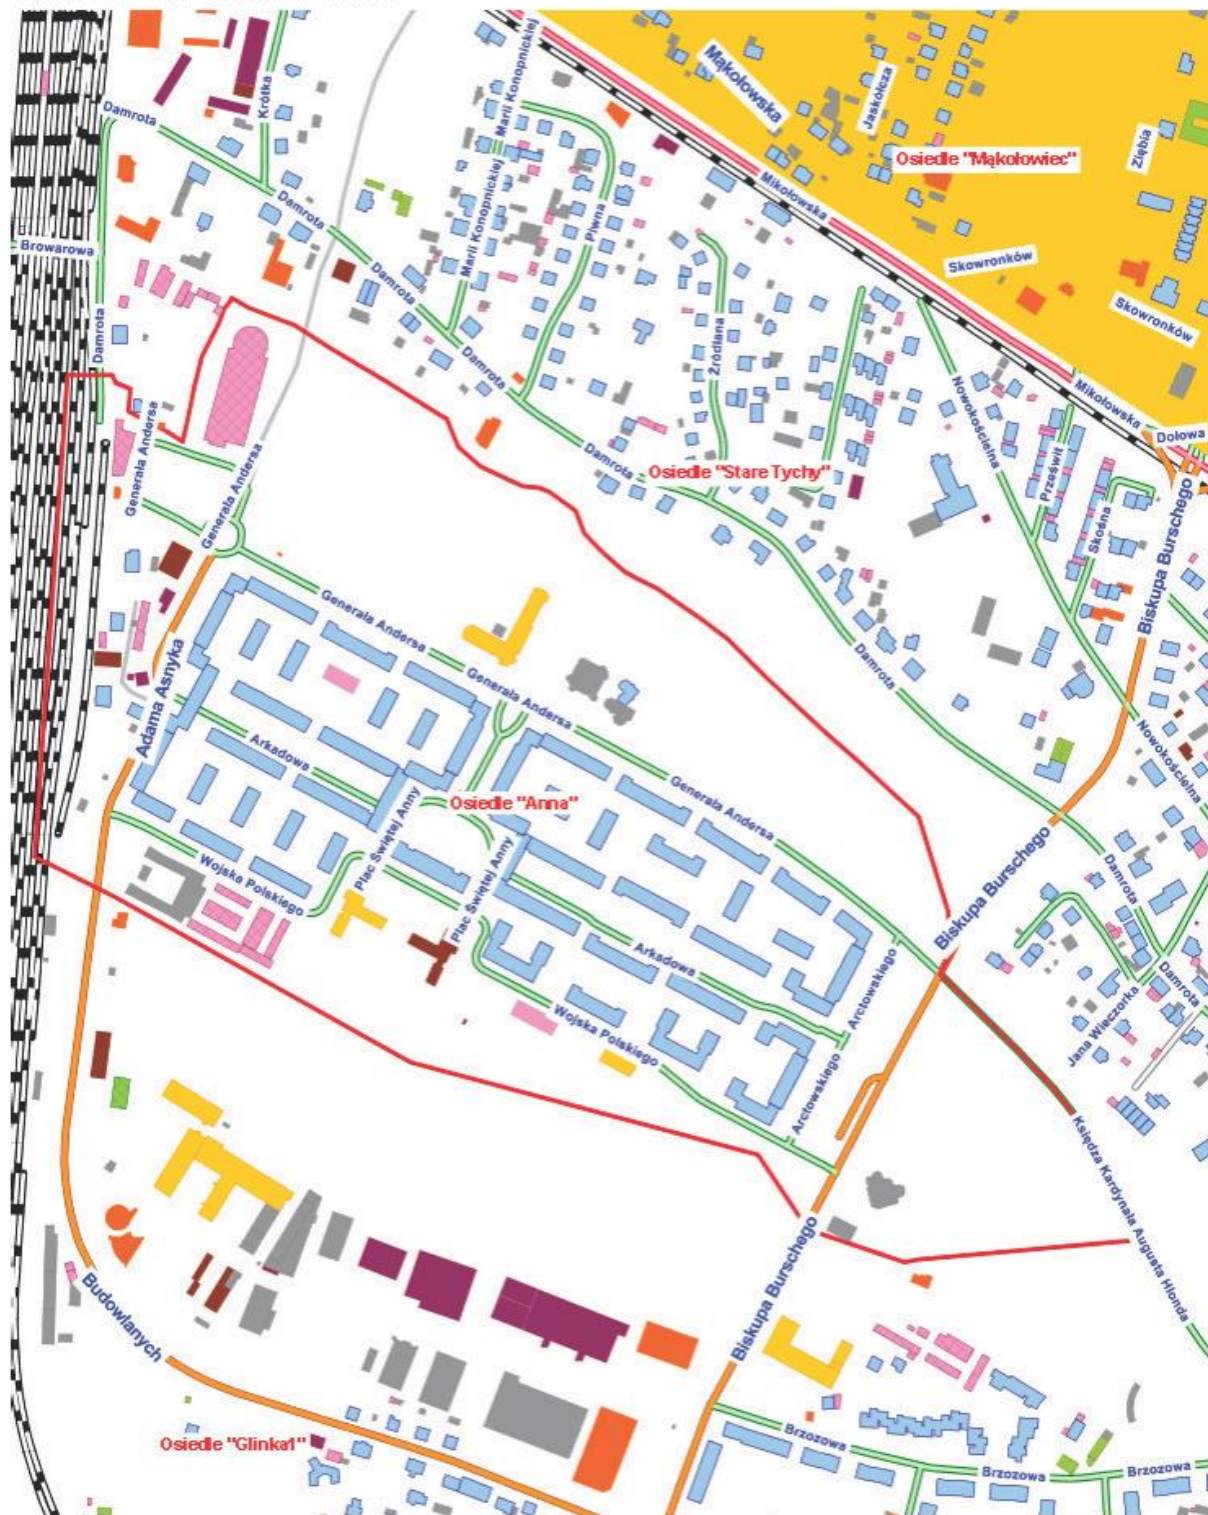 Marii Konopnickiej
Mąkołowska
Jaskółcza
Krótka
Damrota
Osiedle "Mąkołowiec"
Ziębia
Mikołowska
Damrota
Marii Konopnickiej
Piwna
Browarowa
Damrota
Skowronków
Skowronków
Damrota
Źródlana
Damrota
Nowokościelna
Mikołowska
Dołowa
Generała Andersa
Generała Andersa
Damrota
Osiedle "Stare Tychy"
Prześwit
Skośna
Biskupa Burschego
Generała Andersa
Generała Andersa
Damrota
Adama Asnyka
Arkadowa
Nowokościelna
Osiedle "Anna"
Plac Świętej Anny
Generała Andersa
Plac Świętej Anny
Biskupa Burschego
Wojska Polskiego
Damrota
Arkadowa
Arctowskiego
Damrota
Jana Wieczorka
Wojska Polskiego
Arctowskiego
Księdza Kardynała Augusta Hlonda
Biskupa Burschego
Budowlanych
Osiedle "Glinka1"
Brzozowa
Brzozowa
Brzozowa